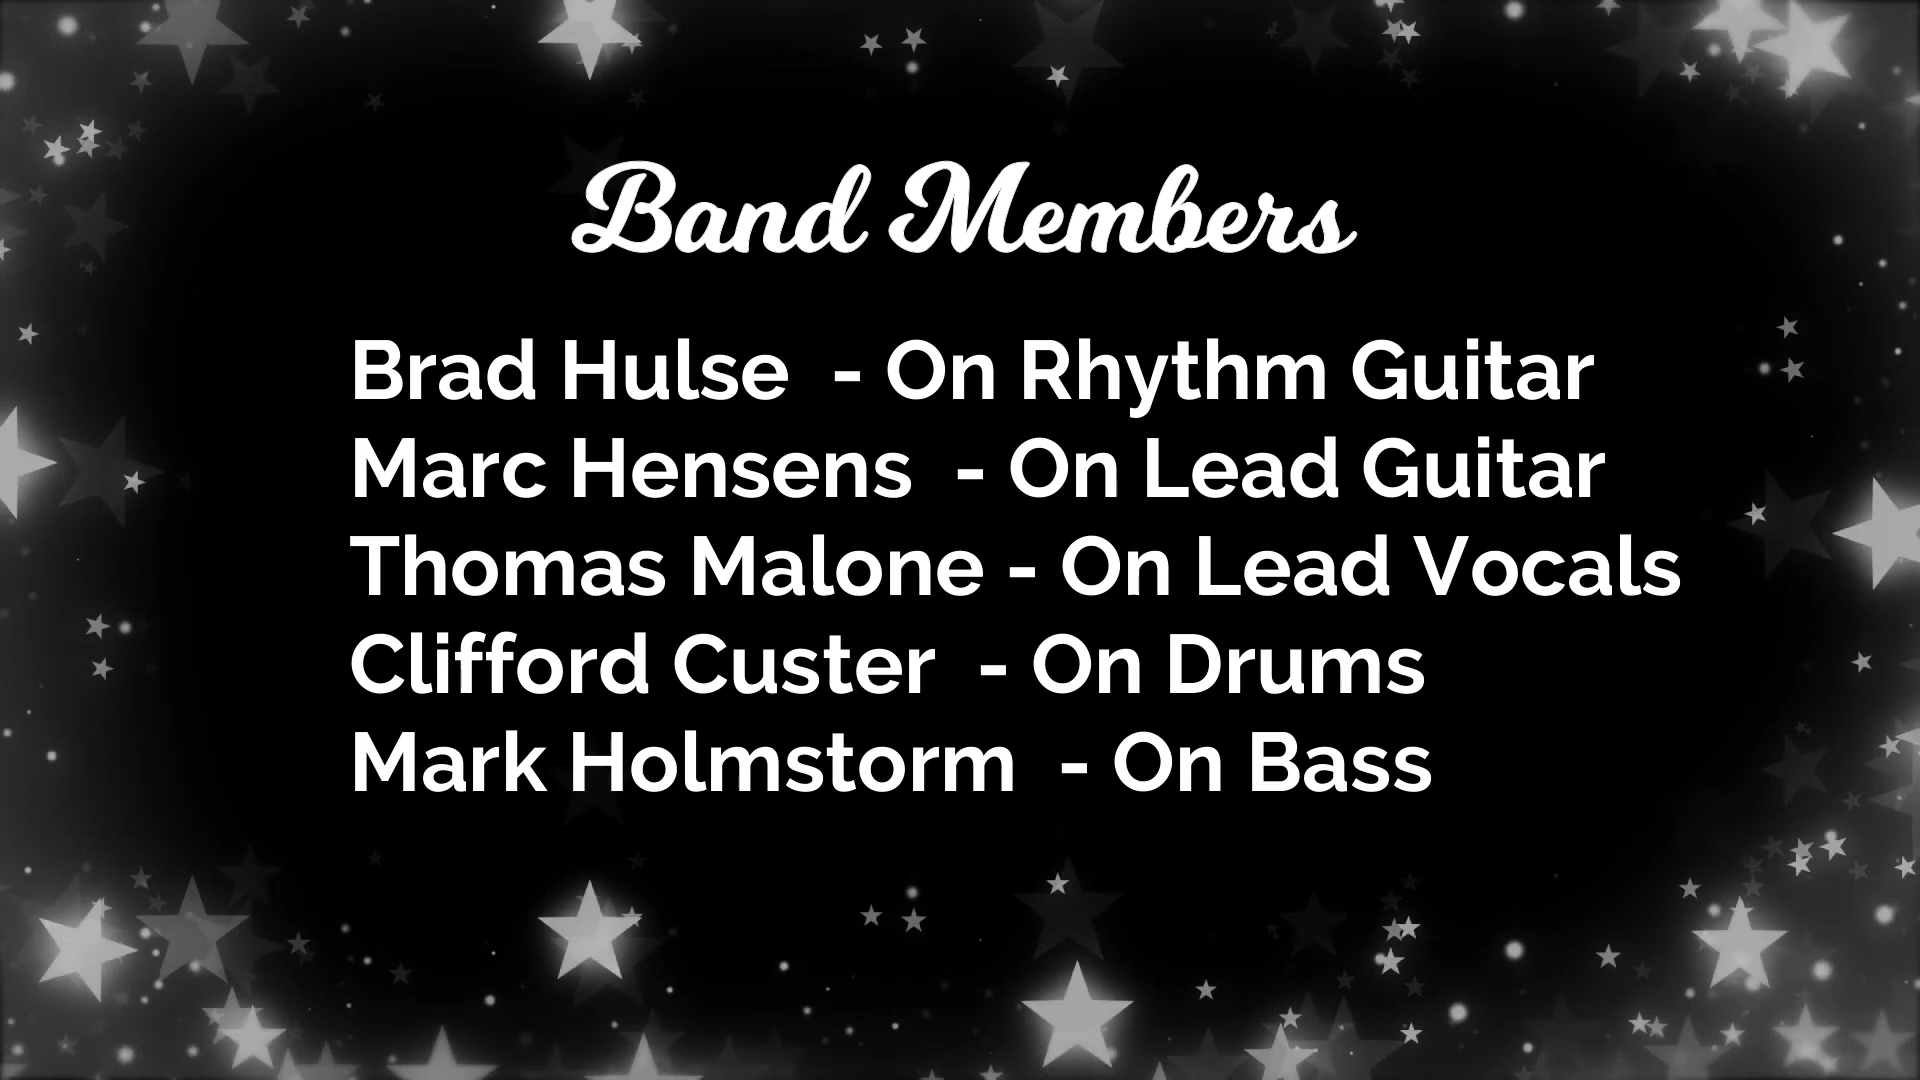 Band Members
Brad Hulse - On Rhythm Guitar
Marc Hensens - On Lead Guitar
Thomas Malone - On Lead Vocals
Clifford Custer - On Drums
Mark Holmstorm - On Bass